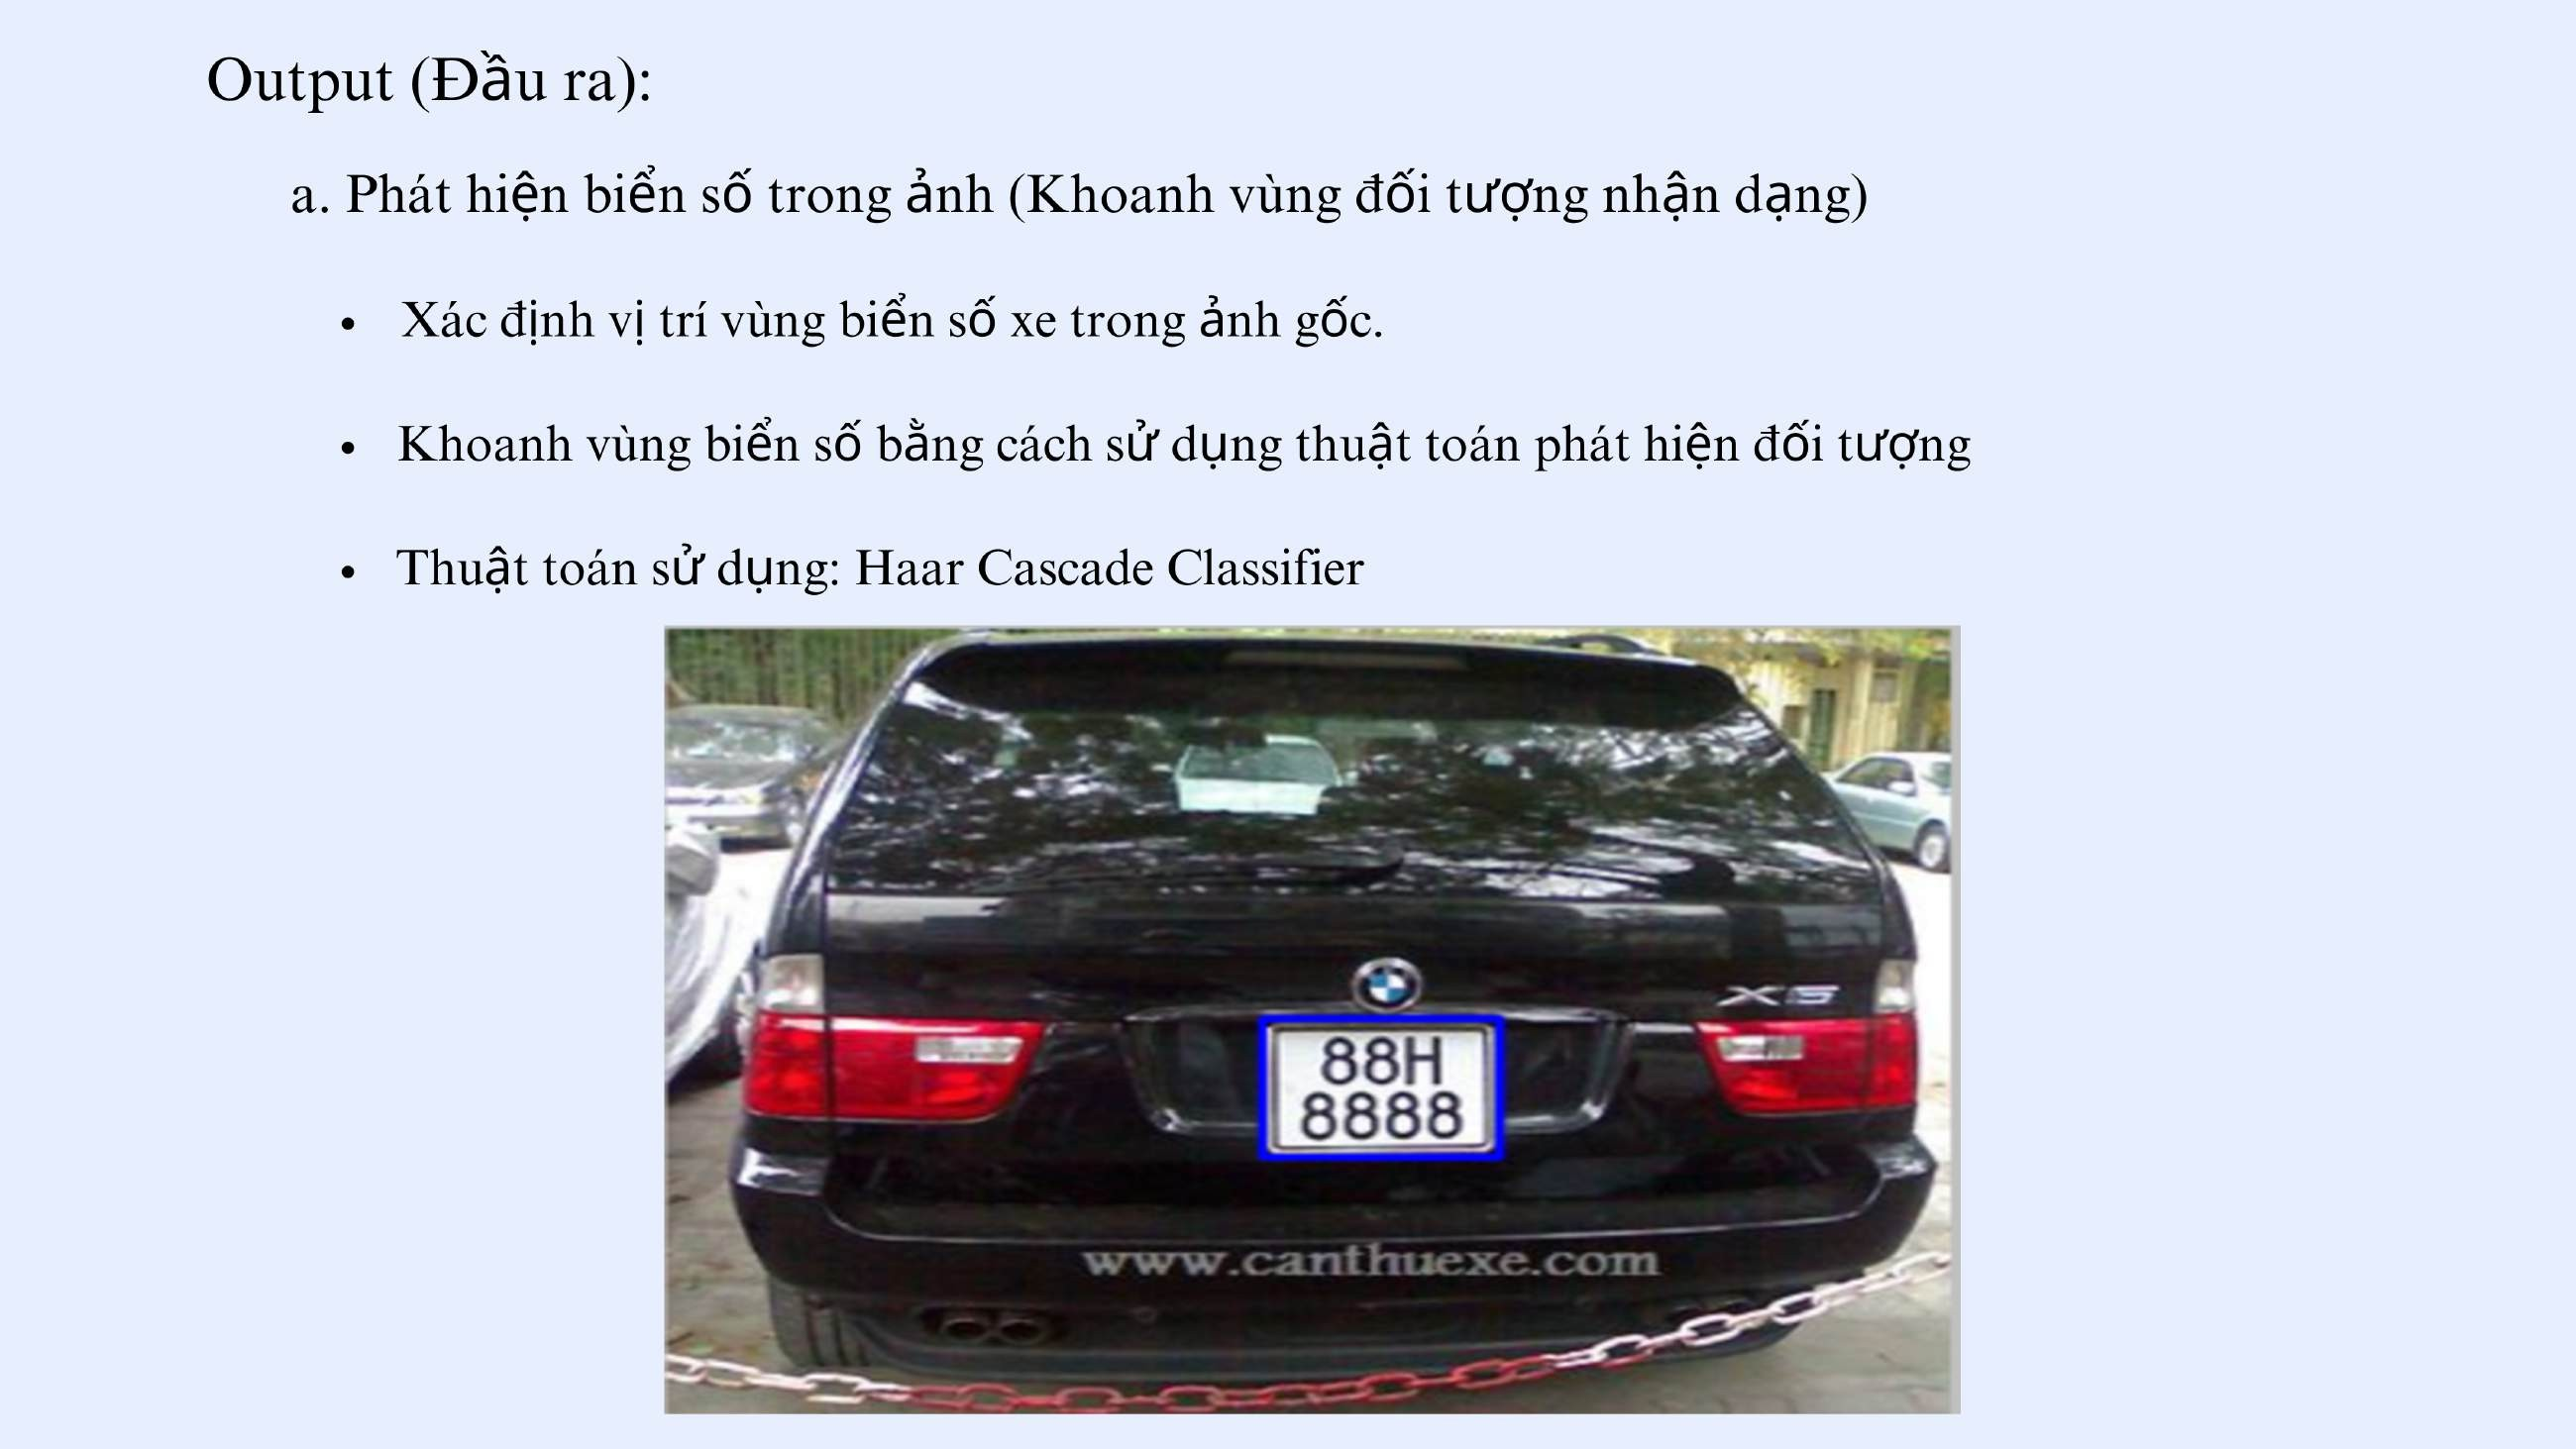 Output (Đầu ra):
a. Phát hiện biển số trong ảnh (Khoanh vùng đối tượng nhận dạng)
• Xác định vị trí vùng biển số xe trong ảnh gốc.
• Khoanh vùng biển số bằng cách sử dụng thuật toán phát hiện đối tượng
• Thuật toán sử dụng: Haar Cascade Classifier
X5
88H
8888
www.canthuexe.com